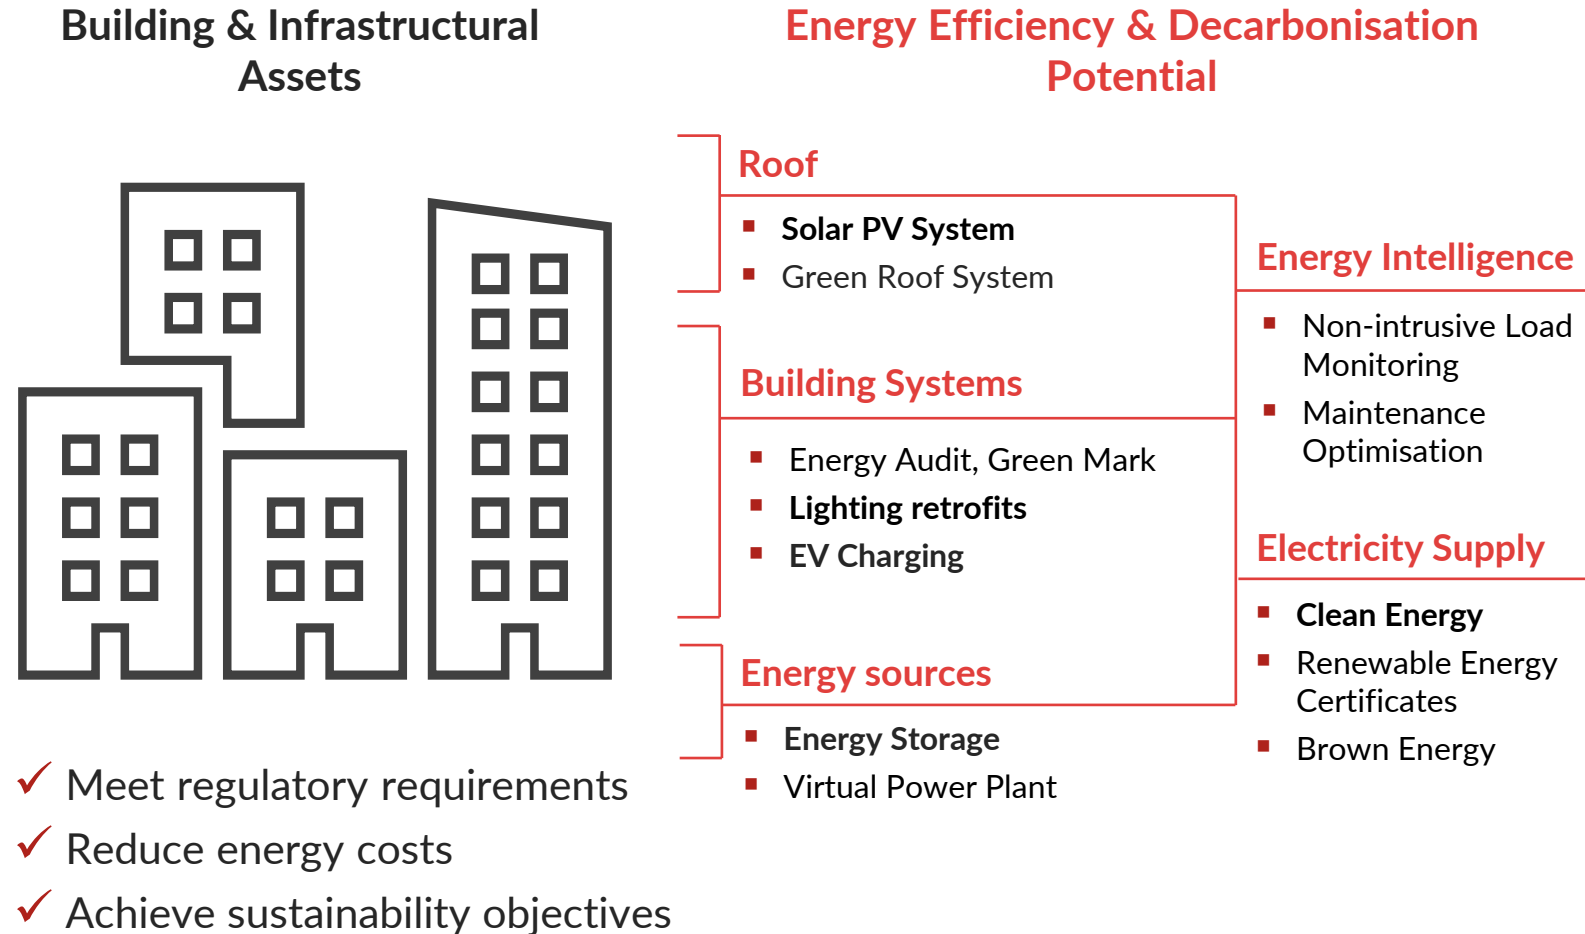 Building & Infrastructural
Assets
Energy Efficiency & Decarbonisation
Potential
Roof
Solar PV System
Green Roof System
Building Systems
Energy Audit, Green Mark
Lighting retrofits
EV Charging
Energy sources
Energy Storage
Virtual Power Plant
Energy Intelligence
Non-intrusive Load
Monitoring
Maintenance
Optimisation
Electricity Supply
Clean Energy
Renewable Energy
Certificates
Brown Energy
Meet regulatory requirements
Reduce energy costs
Achieve sustainability objectives